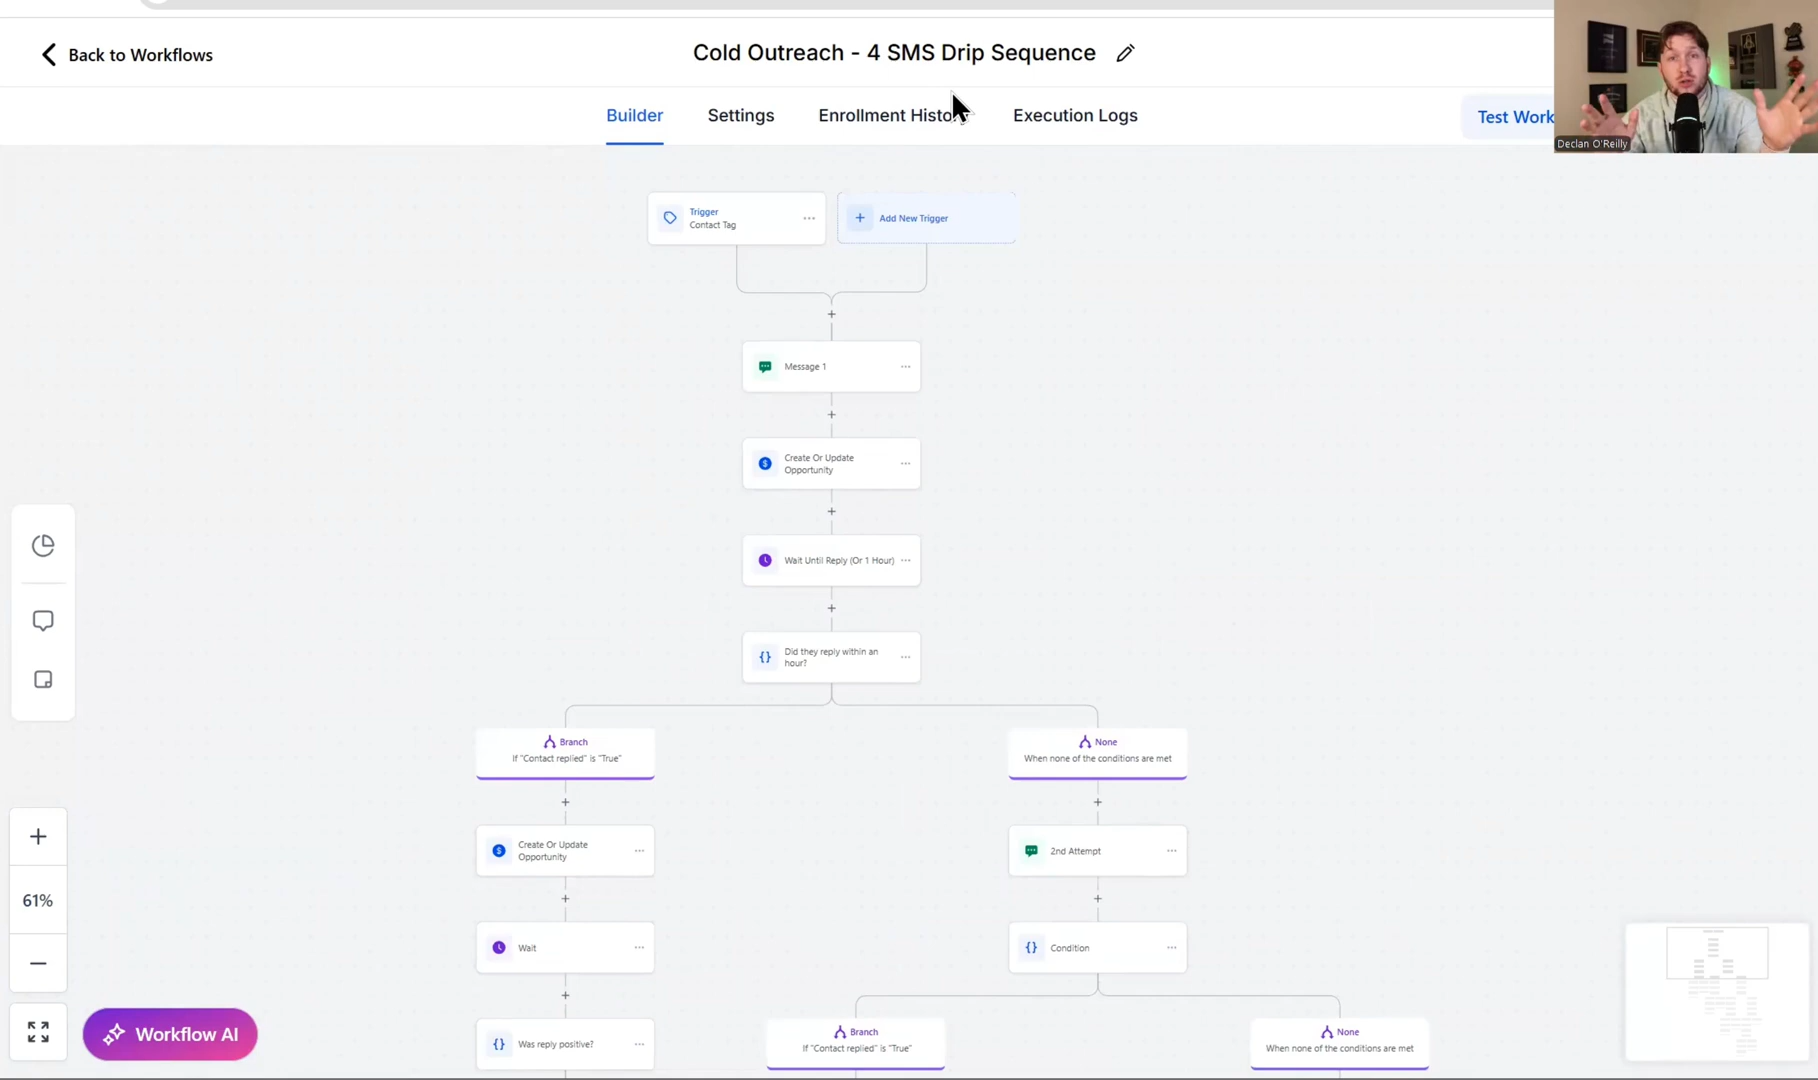 Back to Workflows
Cold Outreach - 4 SMS Drip Sequence
Builder
Settings
Enrollment Histo
Execution Logs
Test Work
Declan O'Reilly
Trigger
Contact Tag
Add New Trigger
Message 1
Create Or Update
Opportunity
Wait Until Reply (Or 1 Hour)
Did they reply within an
hour?
Branch
If "Contact replied" is "True"
None
When none of the conditions are met
Create Or Update
Opportunity
2nd Attempt
Wait
Condition
Was reply positive?
Branch
If "Contact replied" is "True"
None
When none of the conditions are met
61%
Workflow AI